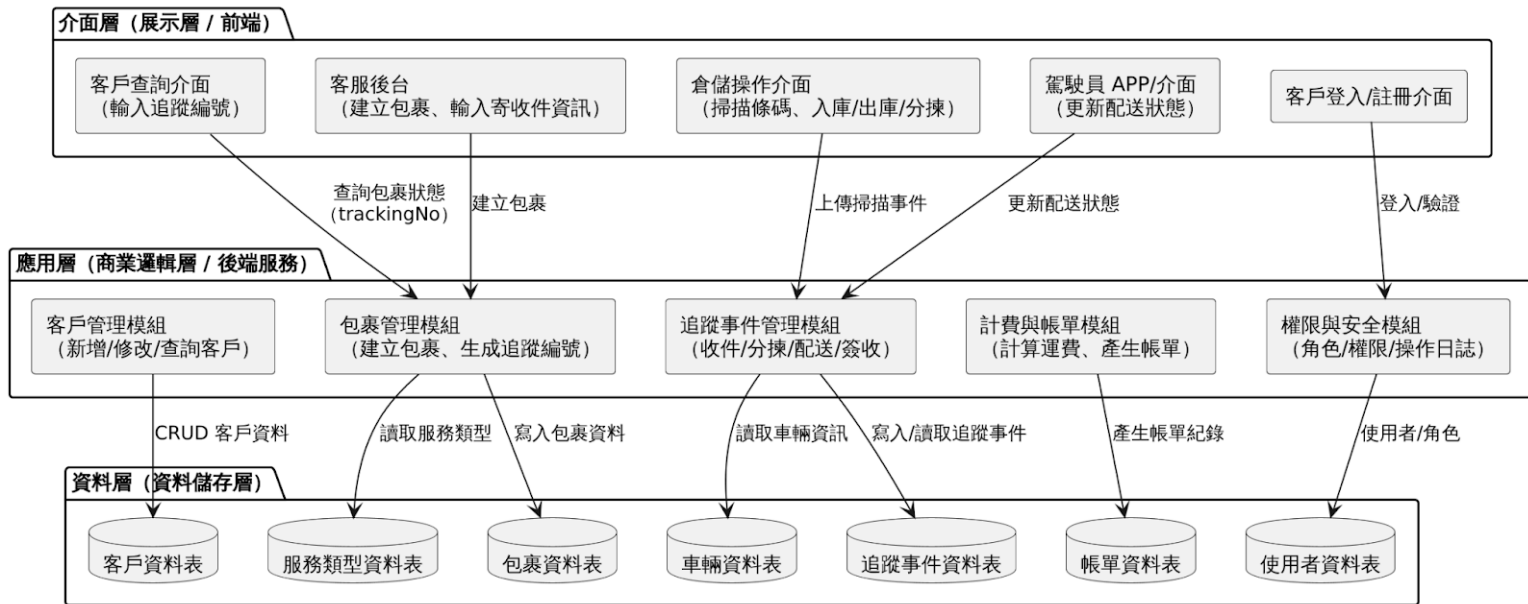 介面層（展示層 / 前端）
客戶查詢介面
（輸入追蹤編號）
客服後台
（建立包裹、輸入寄收件資訊）
倉儲操作介面
（掃描條碼、入庫/出庫/分揀）
駕駛員 APP/介面
（更新配送狀態）
客戶登入/註冊介面
查詢包裹狀態
（trackingNo）
建立包裹
上傳掃描事件
更新配送狀態
登入/驗證
應用層（商業邏輯層 / 後端服務）
客戶管理模組
（新增/修改/查詢客戶）
包裹管理模組
（建立包裹、生成追蹤編號）
追蹤事件管理模組
（收件/分揀/配送/簽收）
計費與帳單模組
（計算運費、產生帳單）
權限與安全模組
（角色/權限/操作日誌）
CRUD 客戶資料
讀取服務類型
寫入包裹資料
讀取車輛資訊
寫入/讀取追蹤事件
產生帳單紀錄
使用者/角色
資料層（資料儲存層）
客戶資料表
服務類型資料表
包裹資料表
車輛資料表
追蹤事件資料表
帳單資料表
使用者資料表